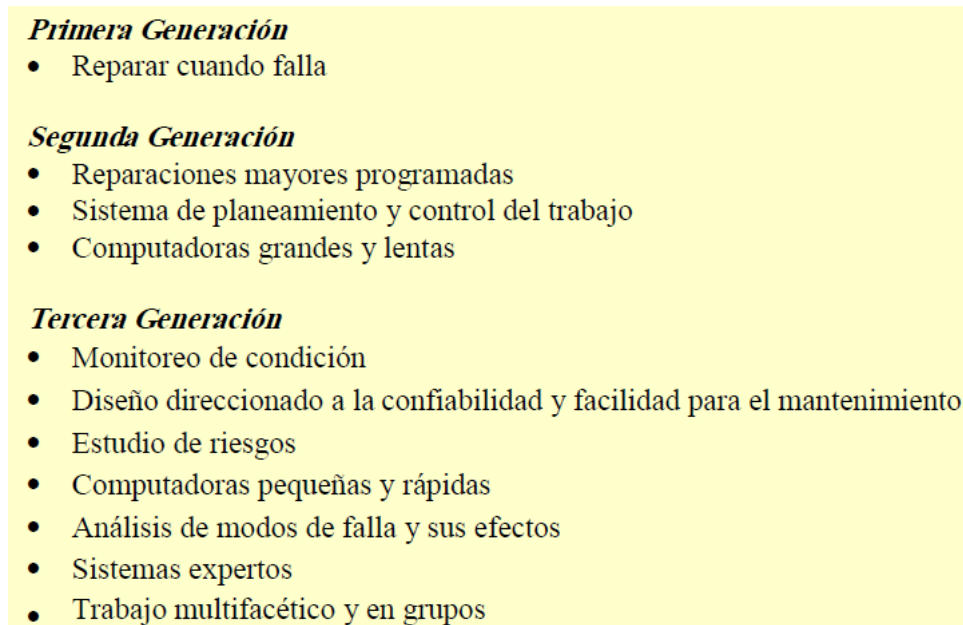 Primera Generación
• Reparar cuando falla
Segunda Generación
• Reparaciones mayores programadas
• Sistema de planeamiento y control del trabajo
• Computadoras grandes y lentas
Tercera Generación
• Monitoreo de condición
• Diseño direccionado a la confiabilidad y facilidad para el mantenimiento
• Estudio de riesgos
• Computadoras pequeñas y rápidas
• Análisis de modos de falla y sus efectos
• Sistemas expertos
• Trabajo multifacético y en grupos